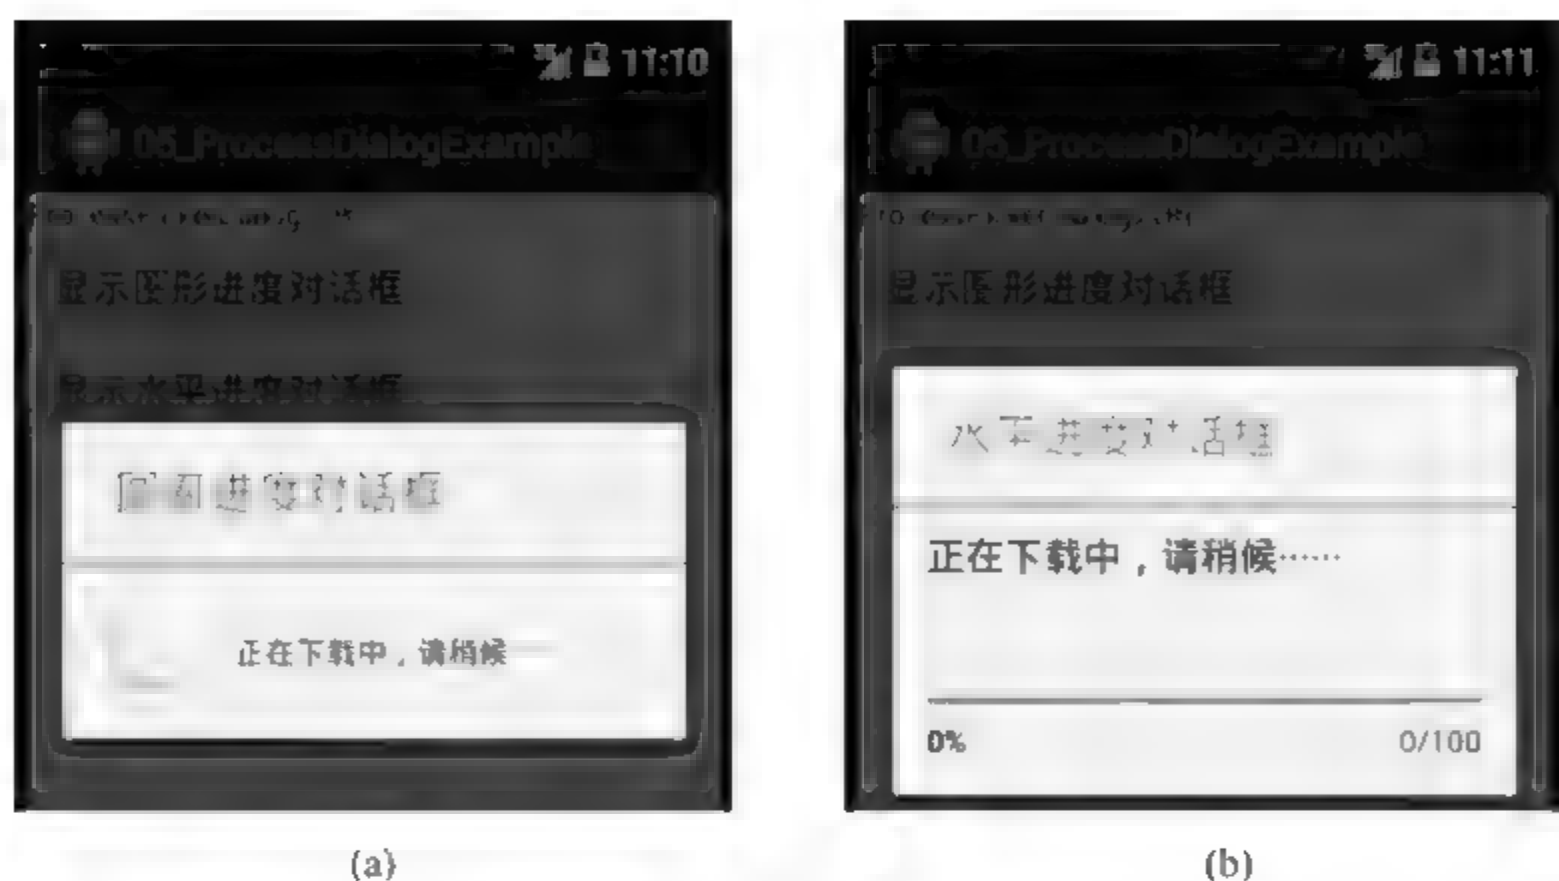 11:10
05_ProcessDialogExample
显示图形进度对话框
显示水平进度对话框
进度对话框
正在下载中，请稍候
(a)
11:11
05_ProcessDialogExample
显示图形进度对话框
水平进度对话框
正在下载中，请稍候……
0%
0/100
(b)